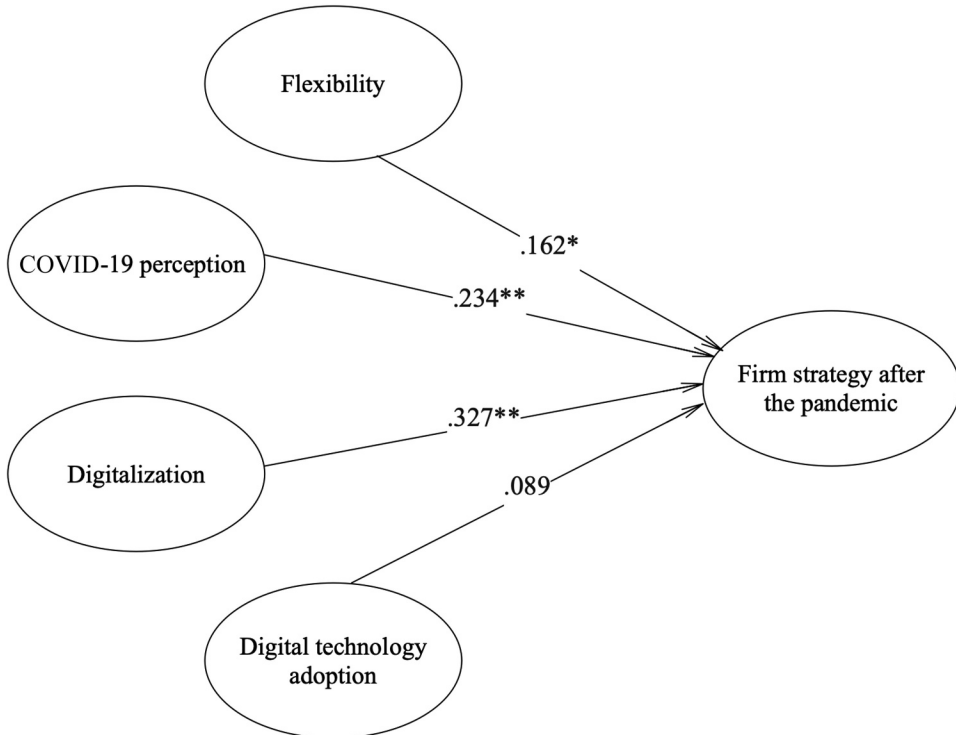 Flexibility
.162*
COVID-19 perception
.234**
Firm strategy after
the pandemic
.327**
Digitalization
.089
Digital technology
adoption